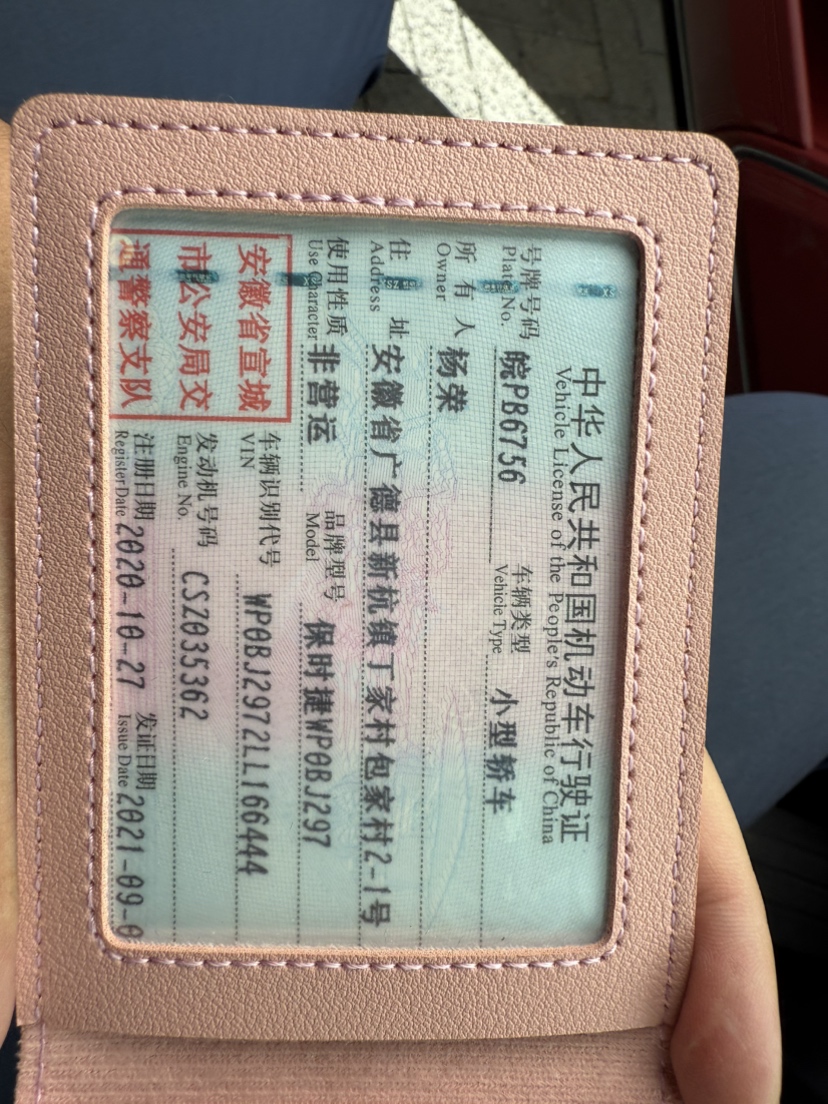 中华人民共和国机动车行驶证
Vehicle License of the People's Republic of China
号牌号码 皖PB6756 车辆类型 小型轿车
Plate No. Vehicle Type
所有人 杨荣
Owner
住址 安徽省广德县新杭镇丁家村包家村2-1号
Address
使用性质 非营运 品牌型号 保时捷WP0BJ297
Use Character Model
安徽省宣城
市公安局交
通警察支队
车辆识别代号 WP0BJ2972LL166444
VIN
发动机号码 CSZ035362
Engine No.
注册日期 2020-10-27 发证日期 2021-09-0
Register Date Issue Date